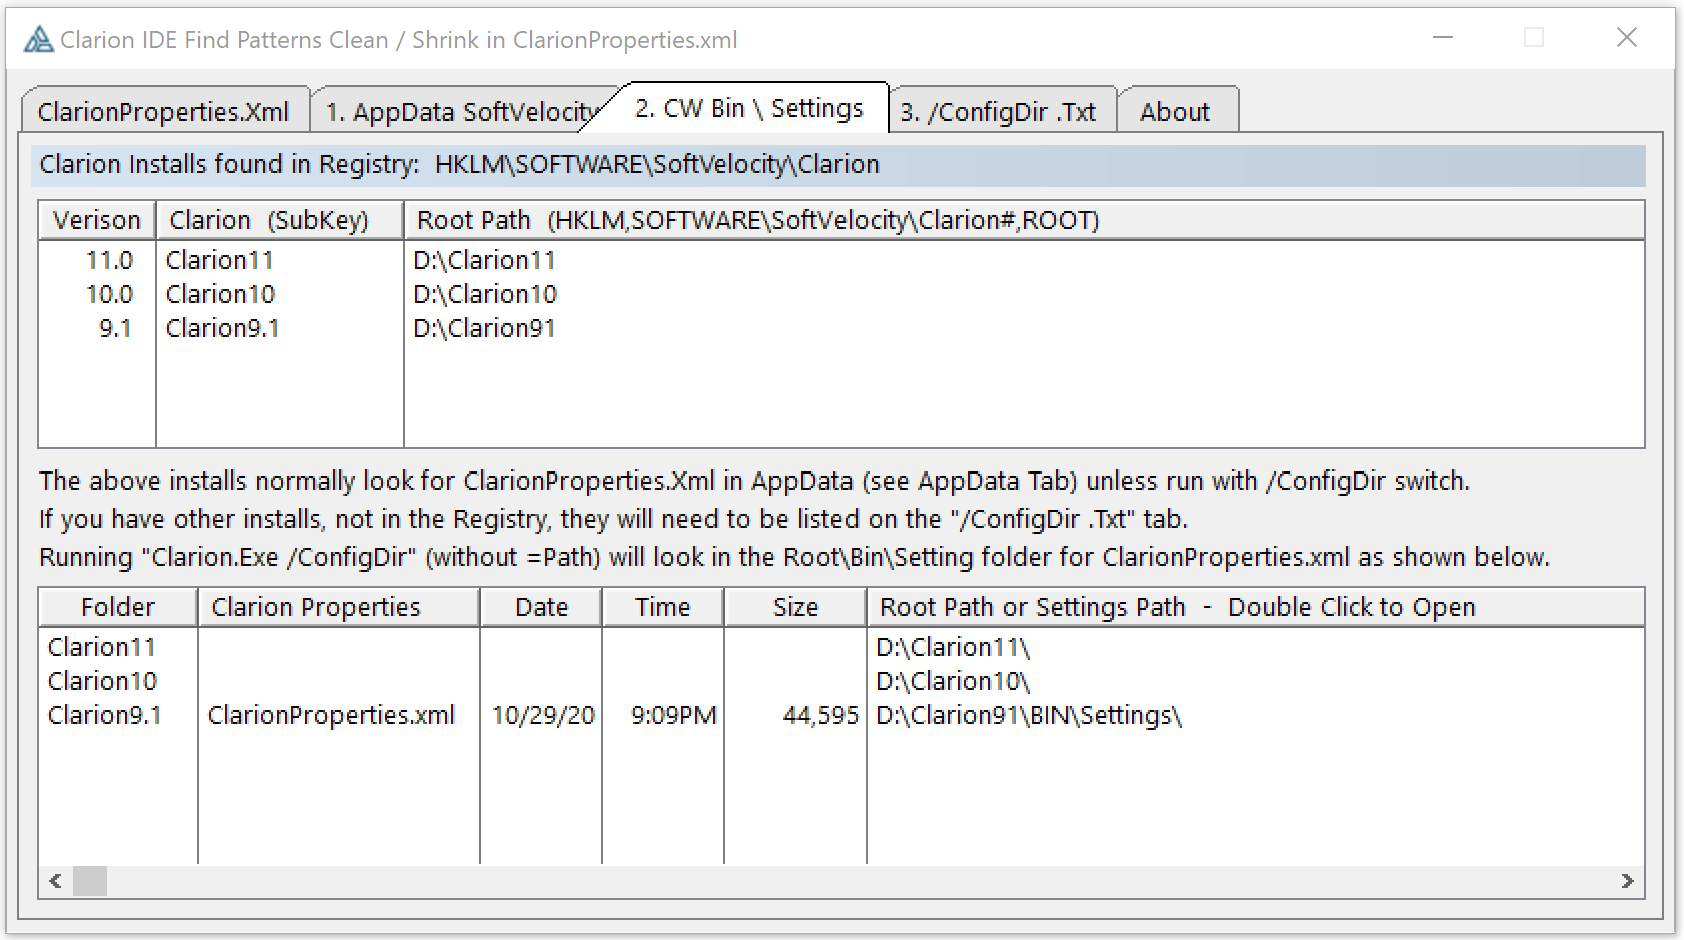 Clarion IDE Find Patterns Clean / Shrink in ClarionProperties.xml
ClarionProperties.Xml 1. AppData SoftVelocity 2. CW Bin \ Settings 3. /ConfigDir .Txt About
Clarion Installs found in Registry: HKLM\SOFTWARE\SoftVelocity\Clarion
Verison Clarion (SubKey) Root Path (HKLM,SOFTWARE\SoftVelocity\Clarion#,ROOT)
11.0 Clarion11 D:\Clarion11
10.0 Clarion10 D:\Clarion10
9.1 Clarion9.1 D:\Clarion91
The above installs normally look for ClarionProperties.Xml in AppData (see AppData Tab) unless run with /ConfigDir switch.
If you have other installs, not in the Registry, they will need to be listed on the "/ConfigDir .Txt" tab.
Running "Clarion.Exe /ConfigDir" (without =Path) will look in the Root\Bin\Setting folder for ClarionProperties.xml as shown below.
Folder Clarion Properties Date Time Size Root Path or Settings Path - Double Click to Open
Clarion11 D:\Clarion11\
Clarion10 D:\Clarion10\
Clarion9.1 ClarionProperties.xml 10/29/20 9:09PM 44,595 D:\Clarion91\BIN\Settings\